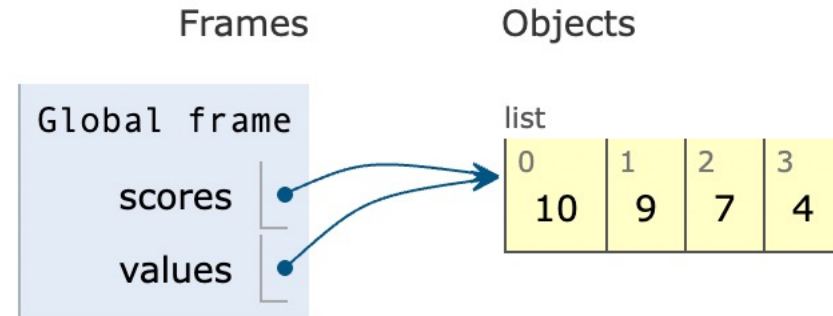 Frames Objects
Global frame
list
0 1 2 3
scores
10 9 7 4
values